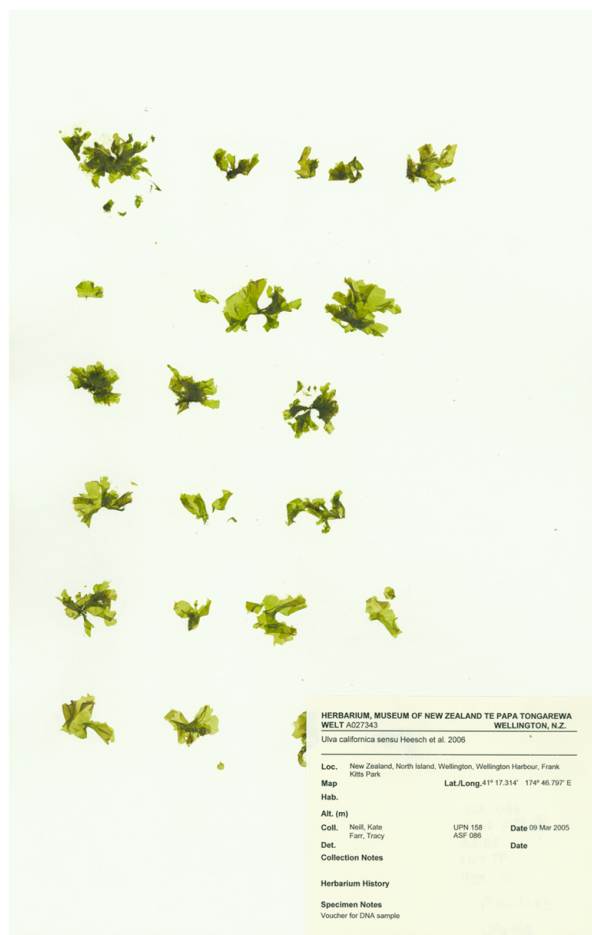 HERBARIUM, MUSEUM OF NEW ZEALAND TE PAPA TONGAREWA
WELT A027343 WELLINGTON, N.Z.
Ulva californica sensu Heesch et al. 2006
Loc. New Zealand, North Island, Wellington, Wellington Harbour, Frank
Kitts Park
Map Lat./Long. 41º 17.314' 174º 46.797' E
Hab.
Alt. (m)
Coll. Neill, Kate UPN 158 Date 09 Mar 2005
Farr, Tracy ASF 086
Det. Date
Collection Notes
Herbarium History
Specimen Notes
Voucher for DNA sample